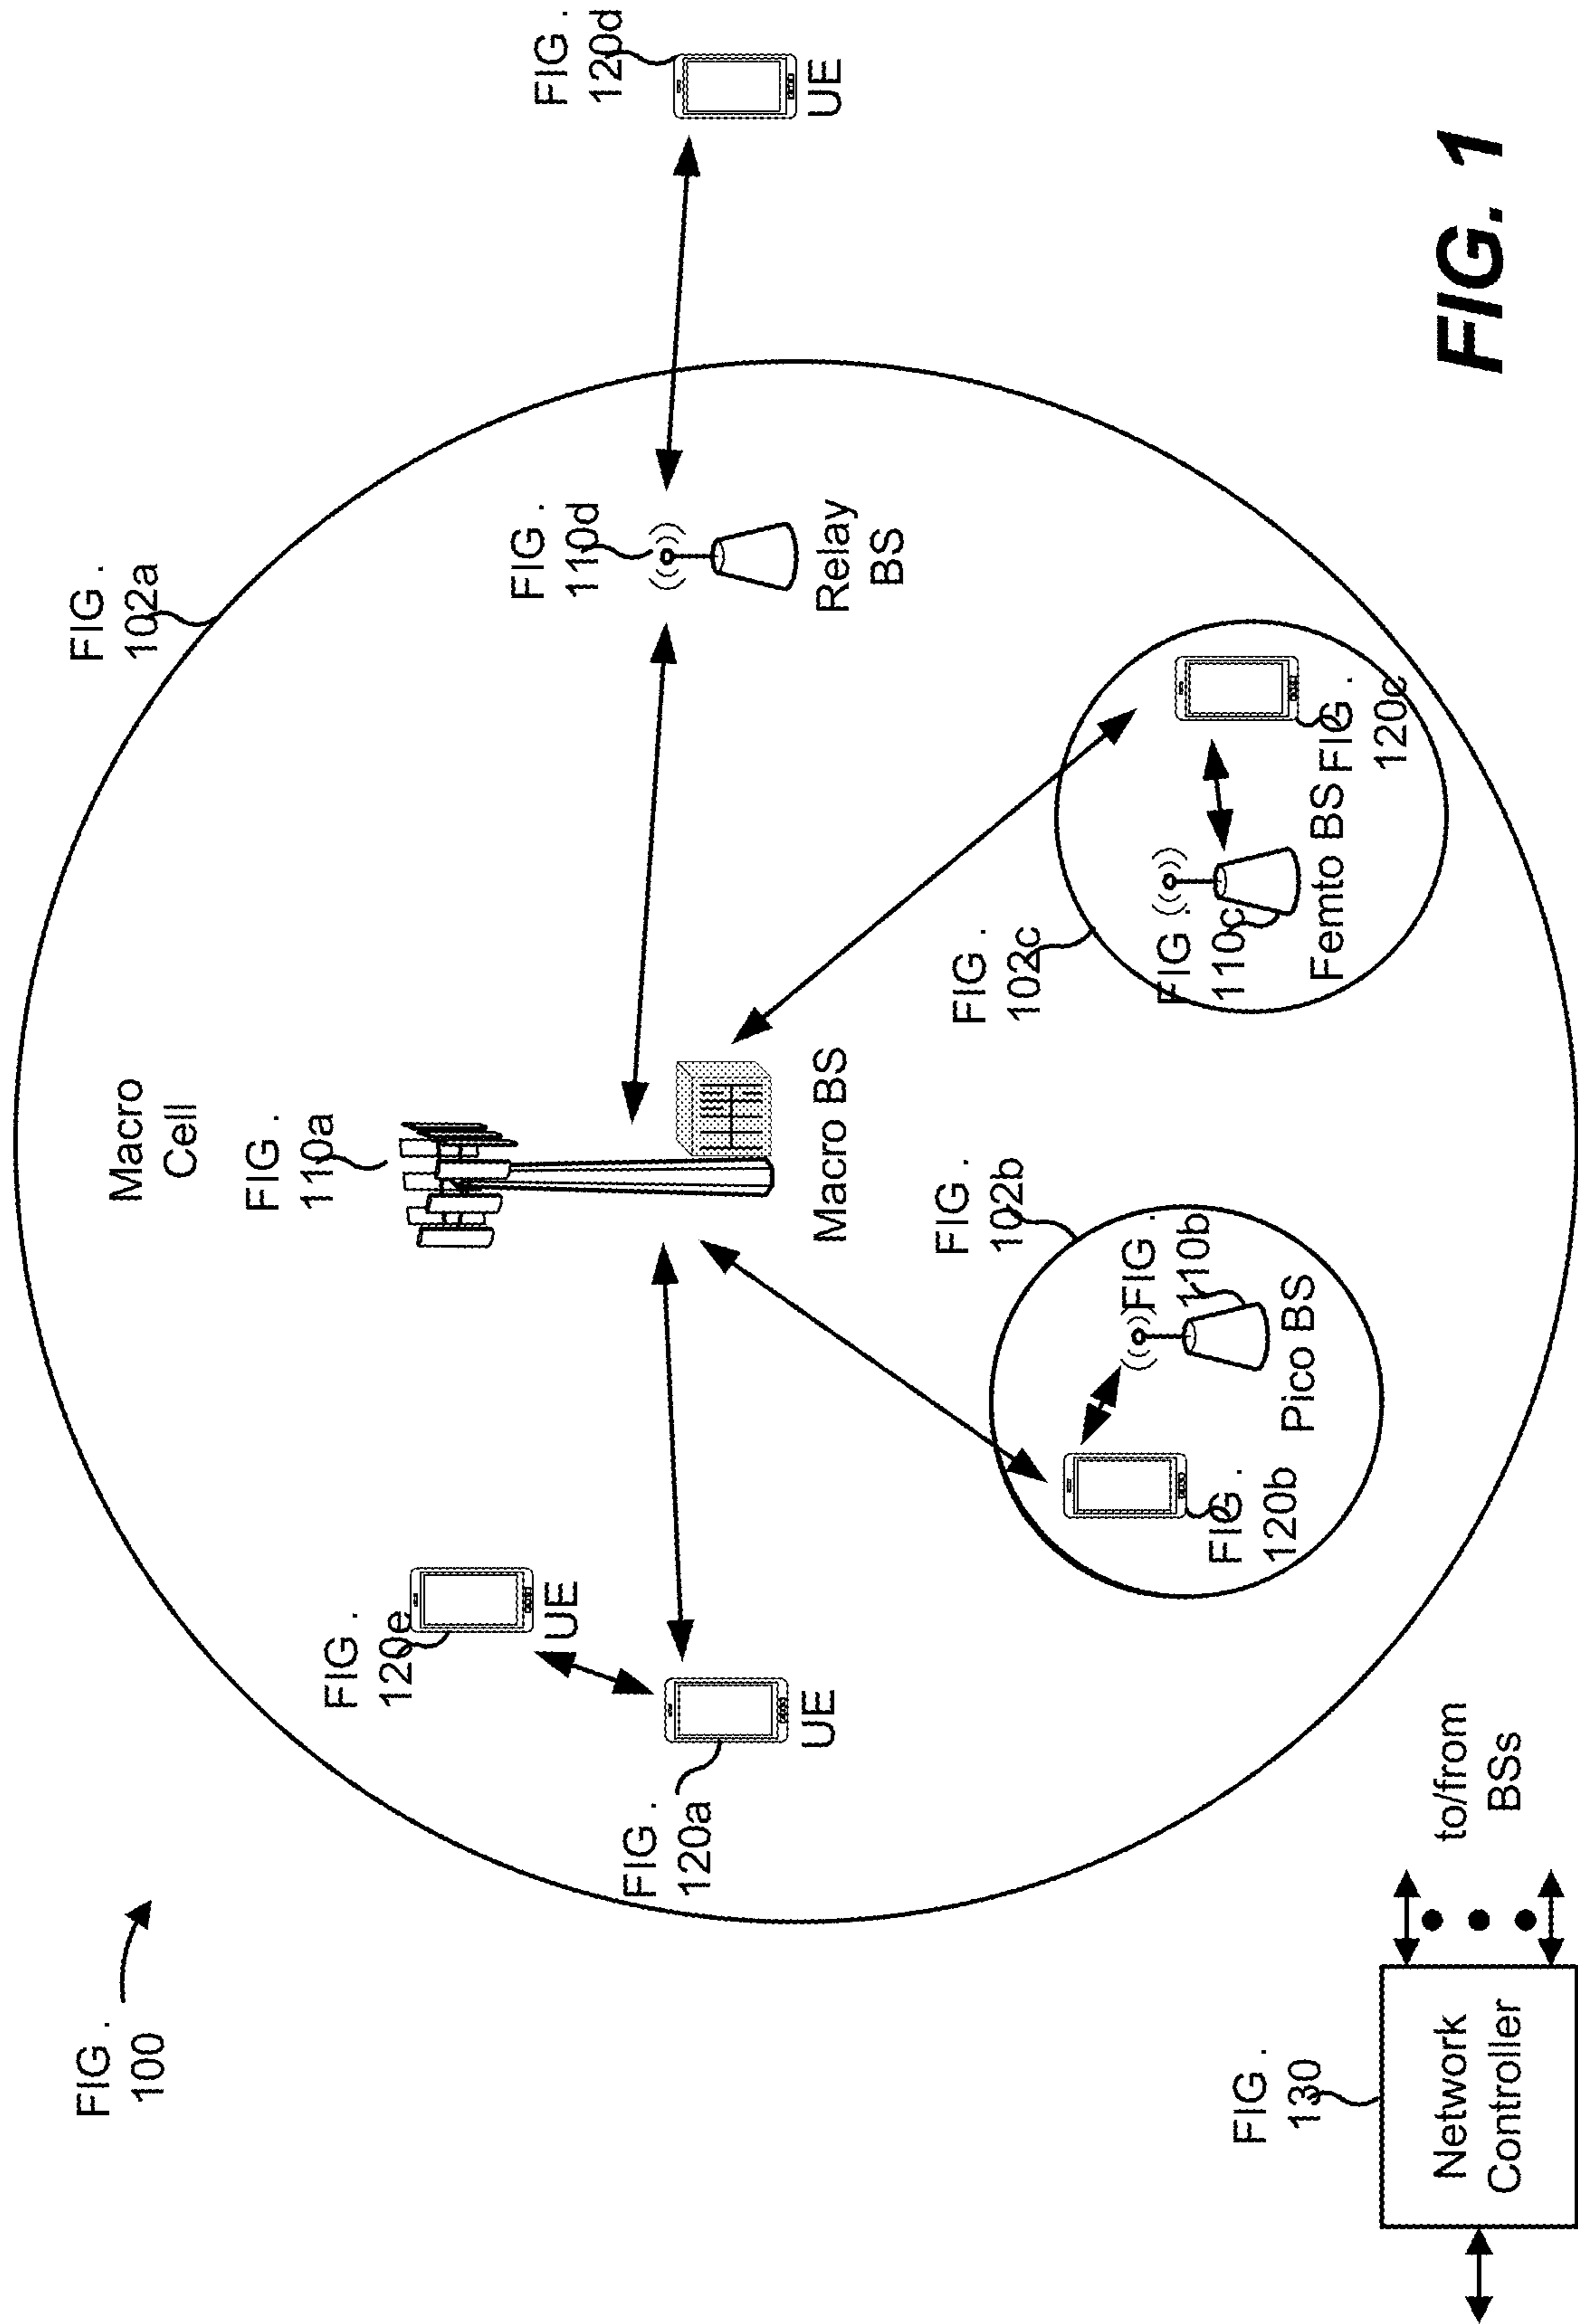 FIG .
100
Macro
Cell
FIG .
102a
FIG .
110a
FIG .
120e
UE
FIG .
120a
UE
Macro BS
FIG .
110d
Relay
BS
FIG .
120d
UE
FIG .
102b
FIG .
110b
Pico BS
FIG .
120b
FIG .
102c
FIG .
110c
Femto BS
FIG .
120c
FIG .
130
Network
Controller
to/from
BSs
FIG. 1